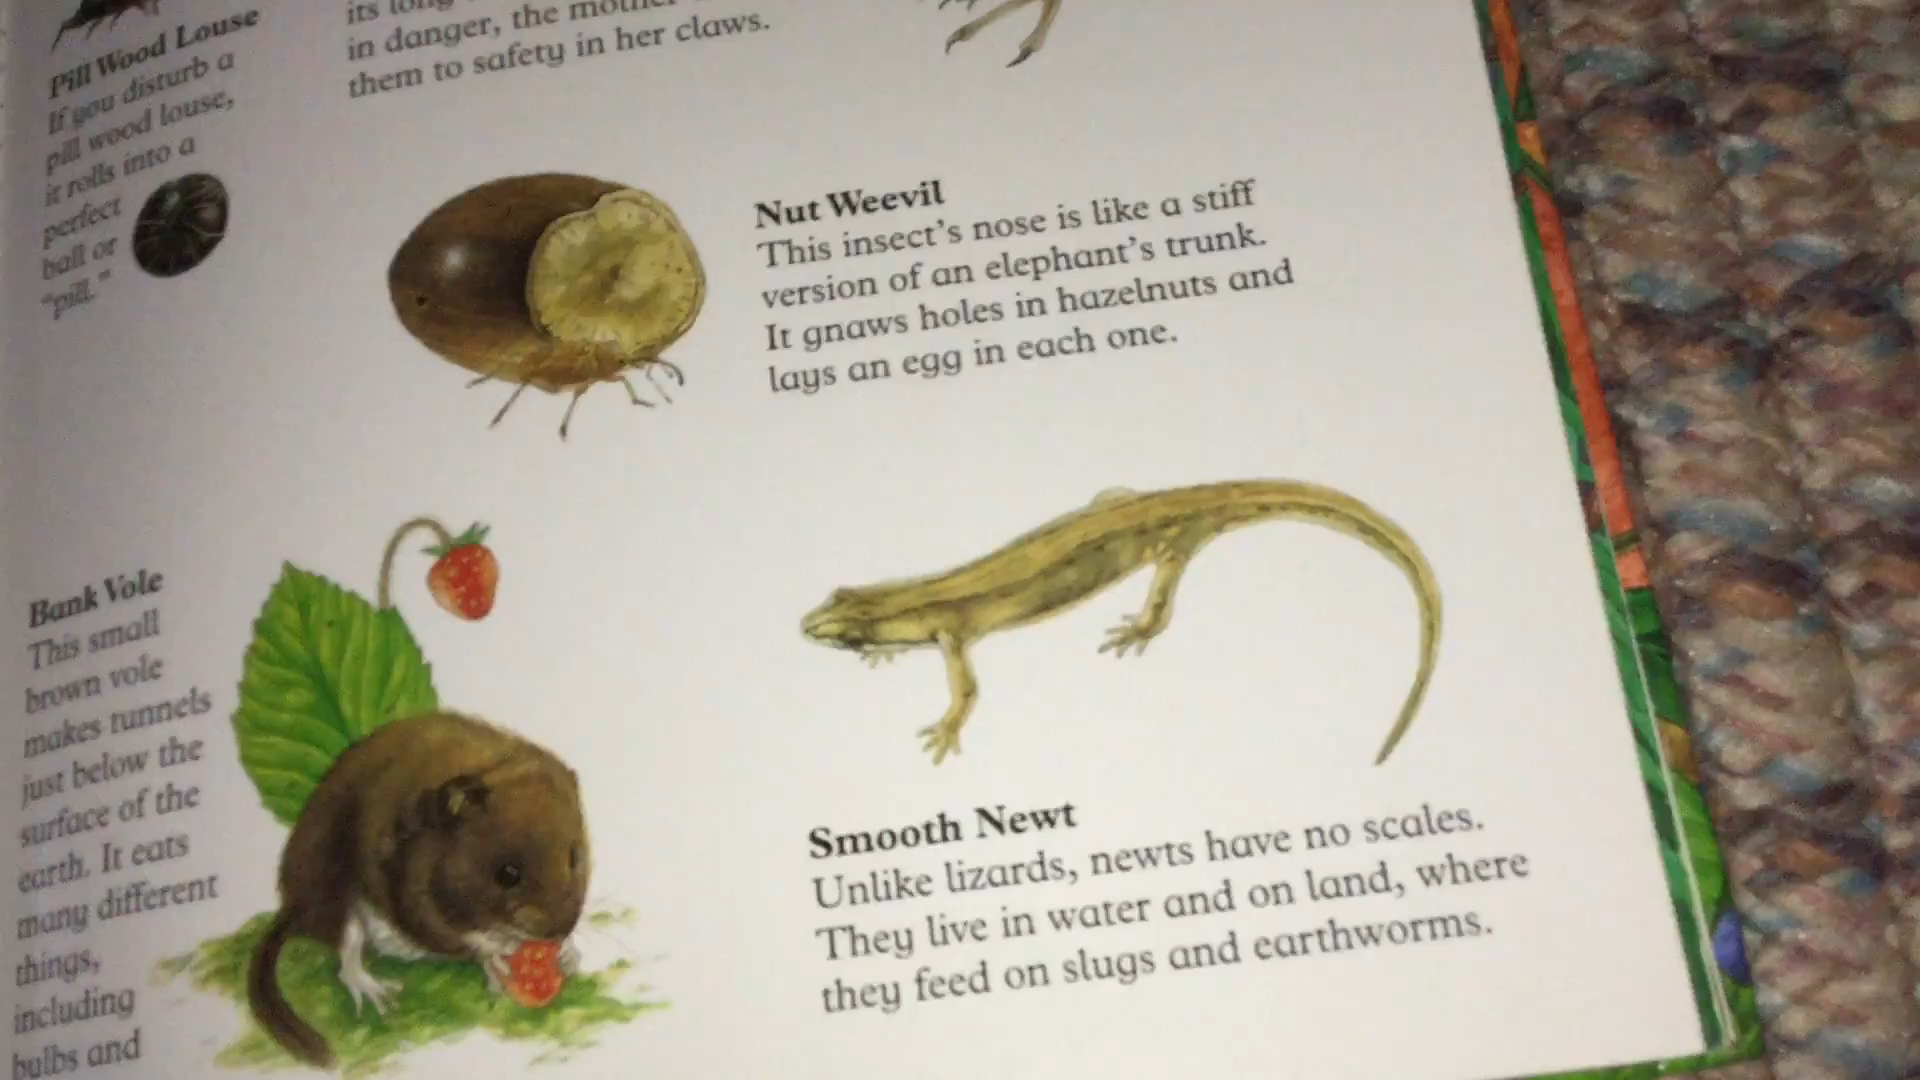 Pill Wood Louse
If you disturb a
pill wood louse,
it rolls into a
perfect
ball or
"pill."
its long
in danger, the mother
them to safety in her claws.
Nut Weevil
This insect's nose is like a stiff
version of an elephant's trunk.
It gnaws holes in hazelnuts and
lays an egg in each one.
Bank Vole
This small
brown vole
makes tunnels
just below the
surface of the
earth. It eats
many different
things,
including
bulbs and
Smooth Newt
Unlike lizards, newts have no scales.
They live in water and on land, where
they feed on slugs and earthworms.